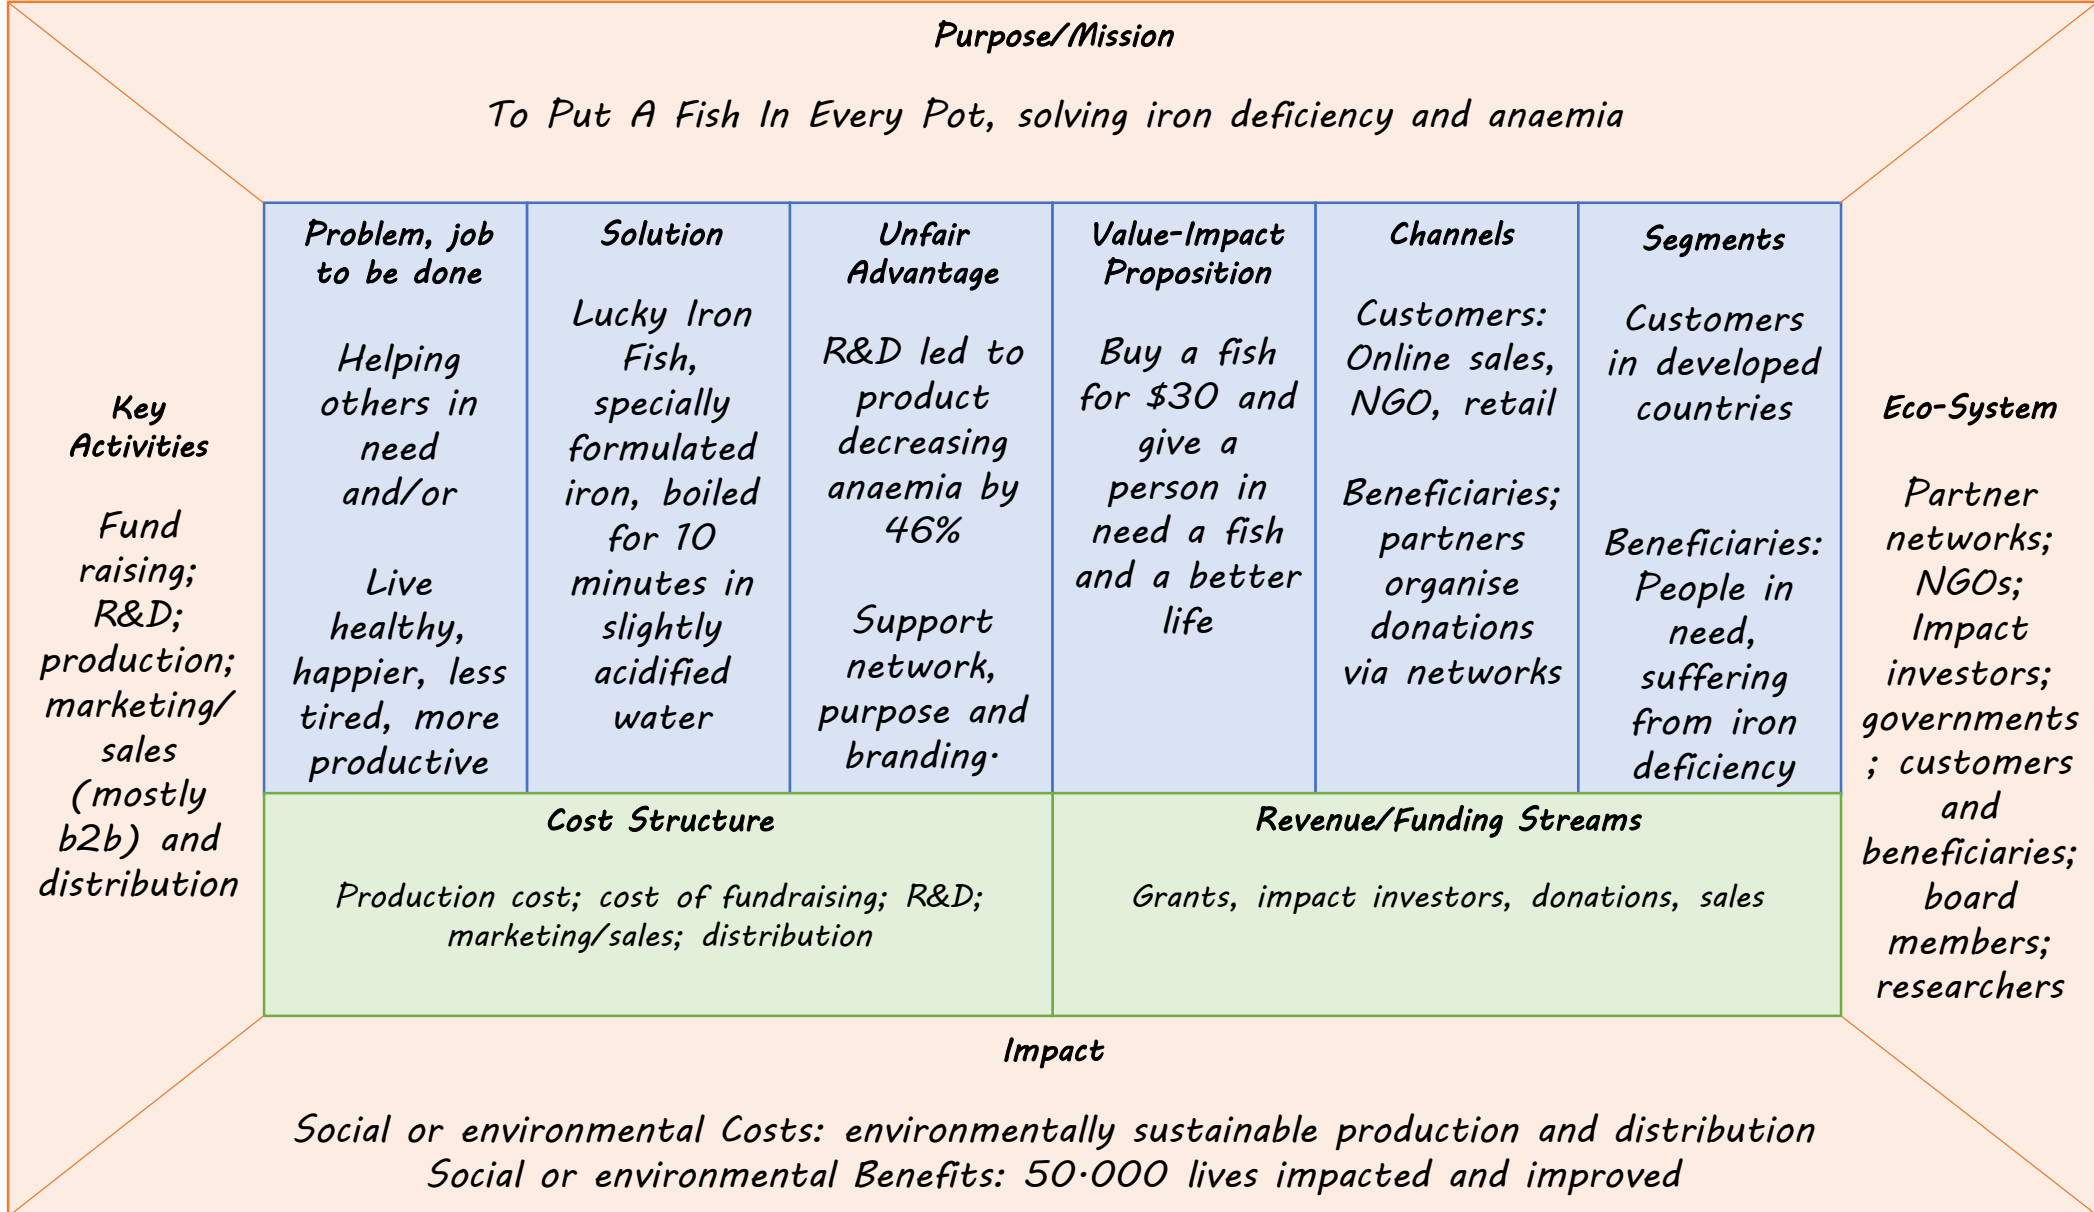 Purpose/Mission
To Put A Fish In Every Pot, solving iron deficiency and anaemia
Key
Activities
Fund
raising;
R&D;
production;
marketing/
sales
(mostly
b2b) and
distribution
Problem, job
to be done
Helping
others in
need
and/or
Live
healthy,
happier, less
tired, more
productive
Solution
Lucky Iron
Fish,
specially
formulated
iron, boiled
for 10
minutes in
slightly
acidified
water
Unfair
Advantage
R&D led to
product
decreasing
anaemia by
46%
Support
network,
purpose and
branding.
Value-Impact
Proposition
Buy a fish
for $30 and
give a
person in
need a fish
and a better
life
Channels
Customers:
Online sales,
NGO, retail
Beneficiaries;
partners
organise
donations
via networks
Segments
Customers
in developed
countries
Beneficiaries:
People in
need,
suffering
from iron
deficiency
Eco-System
Partner
networks;
NGOs;
Impact
investors;
governments
; customers
and
beneficiaries;
board
members;
researchers
Cost Structure
Production cost; cost of fundraising; R&D;
marketing/sales; distribution
Revenue/Funding Streams
Grants, impact investors, donations, sales
Impact
Social or environmental Costs: environmentally sustainable production and distribution
Social or environmental Benefits: 50.000 lives impacted and improved